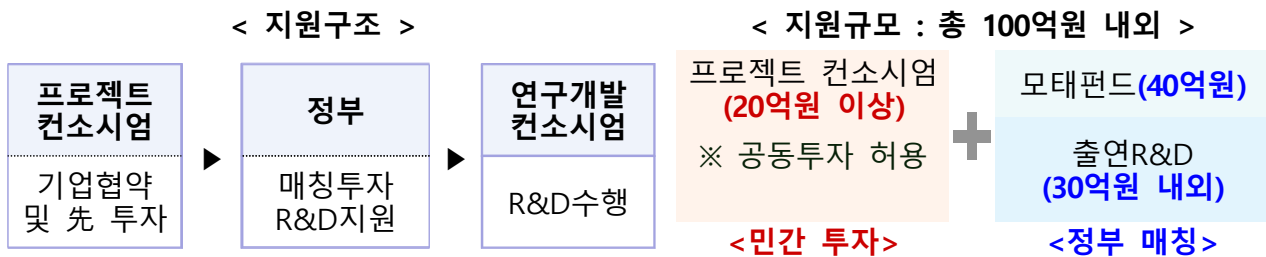 < 지원구조 >
프로젝트
컨소시엄
기업협약
및 先 투자
▶
정부
매칭투자
R&D지원
▶
연구개발
컨소시엄
R&D수행
< 지원규모 : 총 100억원 내외 >
프로젝트 컨소시엄
(20억원 이상)
※ 공동투자 허용
<민간 투자>
모태펀드(40억원)
출연R&D
(30억원 내외)
<정부 매칭>